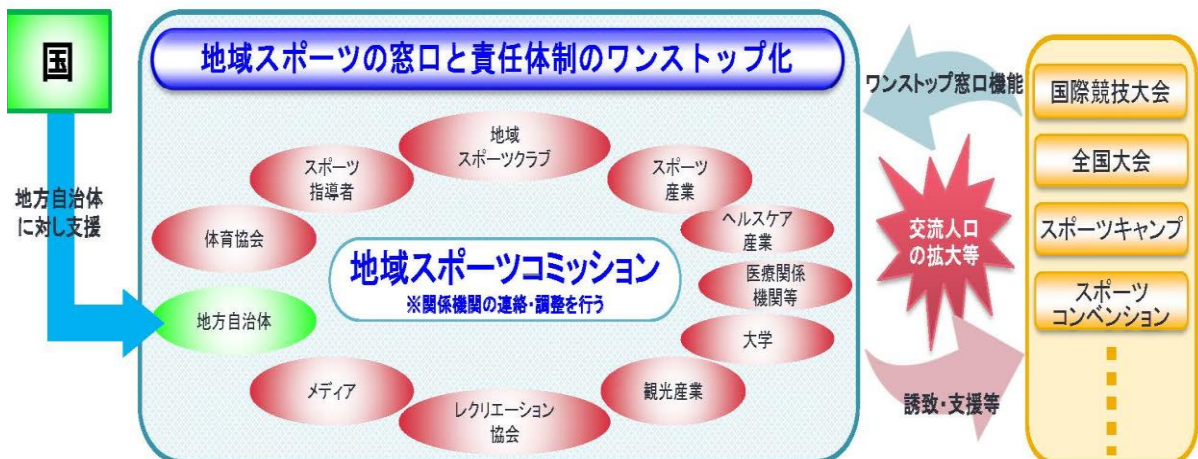 国
地域スポーツの窓口と責任体制のワンストップ化
地方自治体
に対し支援
地域
スポーツクラブ
スポーツ
指導者
スポーツ
産業
体育協会
ヘルスケア
産業
地域スポーツコミッション
※関係機関の連絡・調整を行う
医療関係
機関等
地方自治体
大学
メディア
観光産業
レクリエーション
協会
ワンストップ窓口機能
交流人口
の拡大等
誘致・支援等
国際競技大会
全国大会
スポーツキャンプ
スポーツ
コンベンション